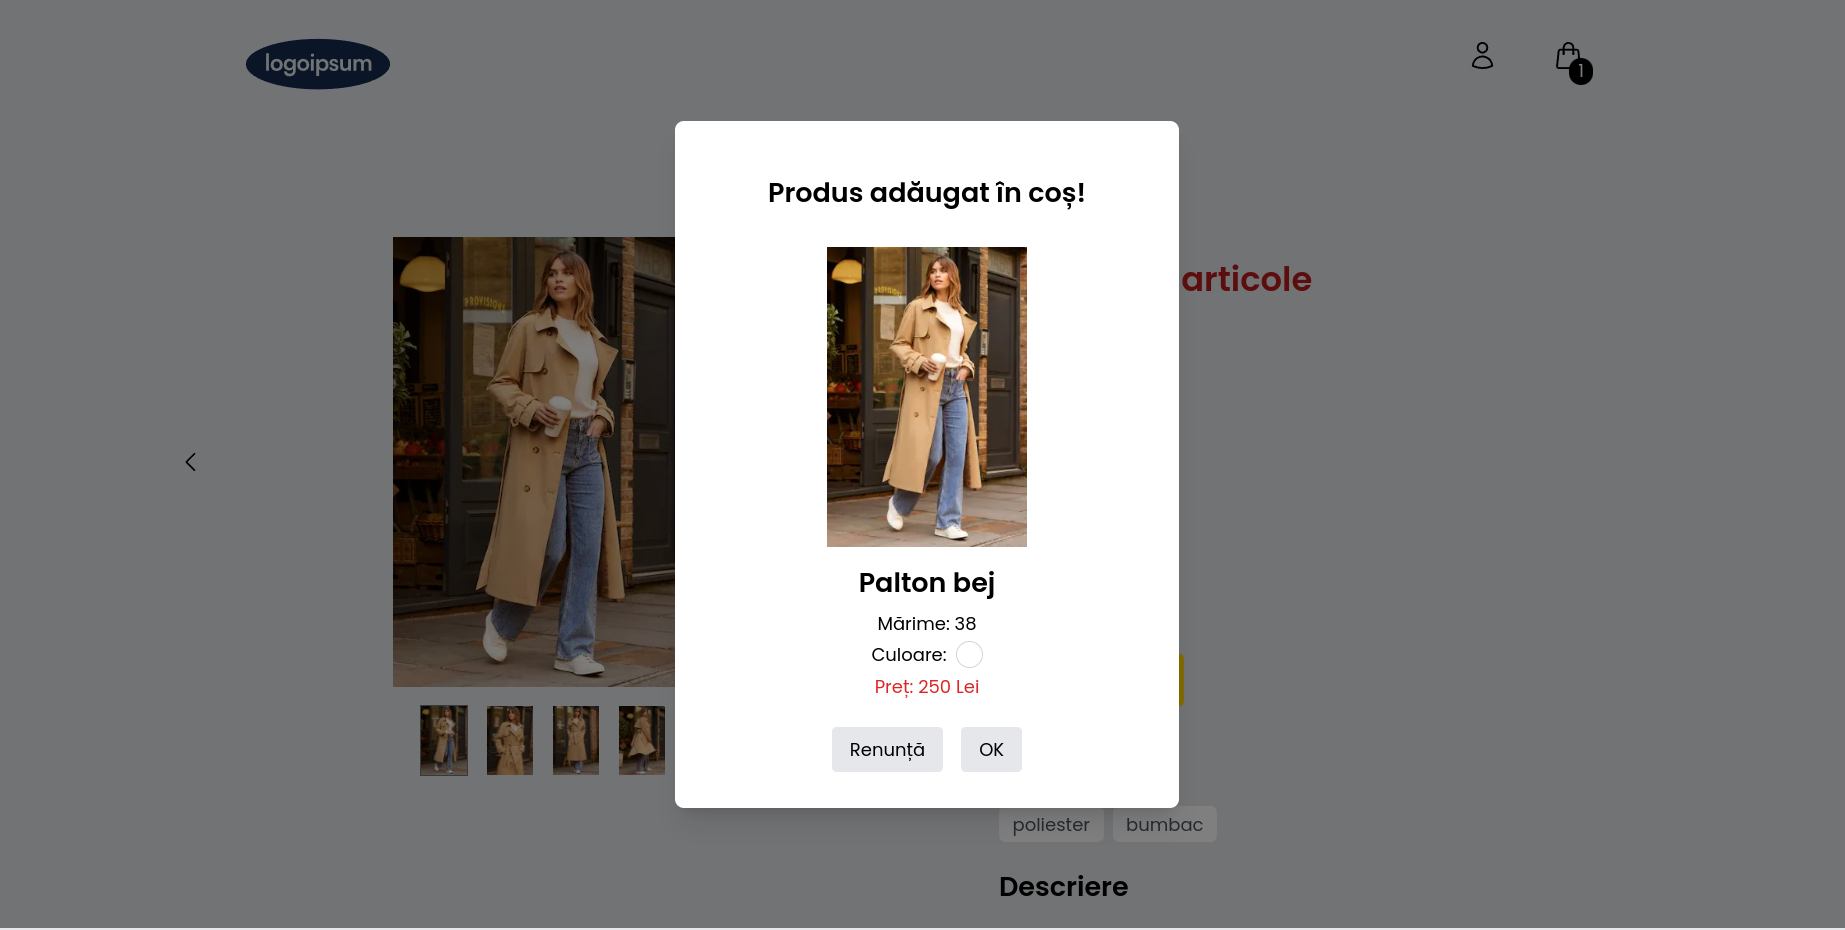 logoipsum
1
Produs adăugat în coș!
articole
PROVISIONS
Palton bej
Mărime: 38
Culoare:
Preț: 250 Lei
Renunță
OK
poliester
bumbac
Descriere